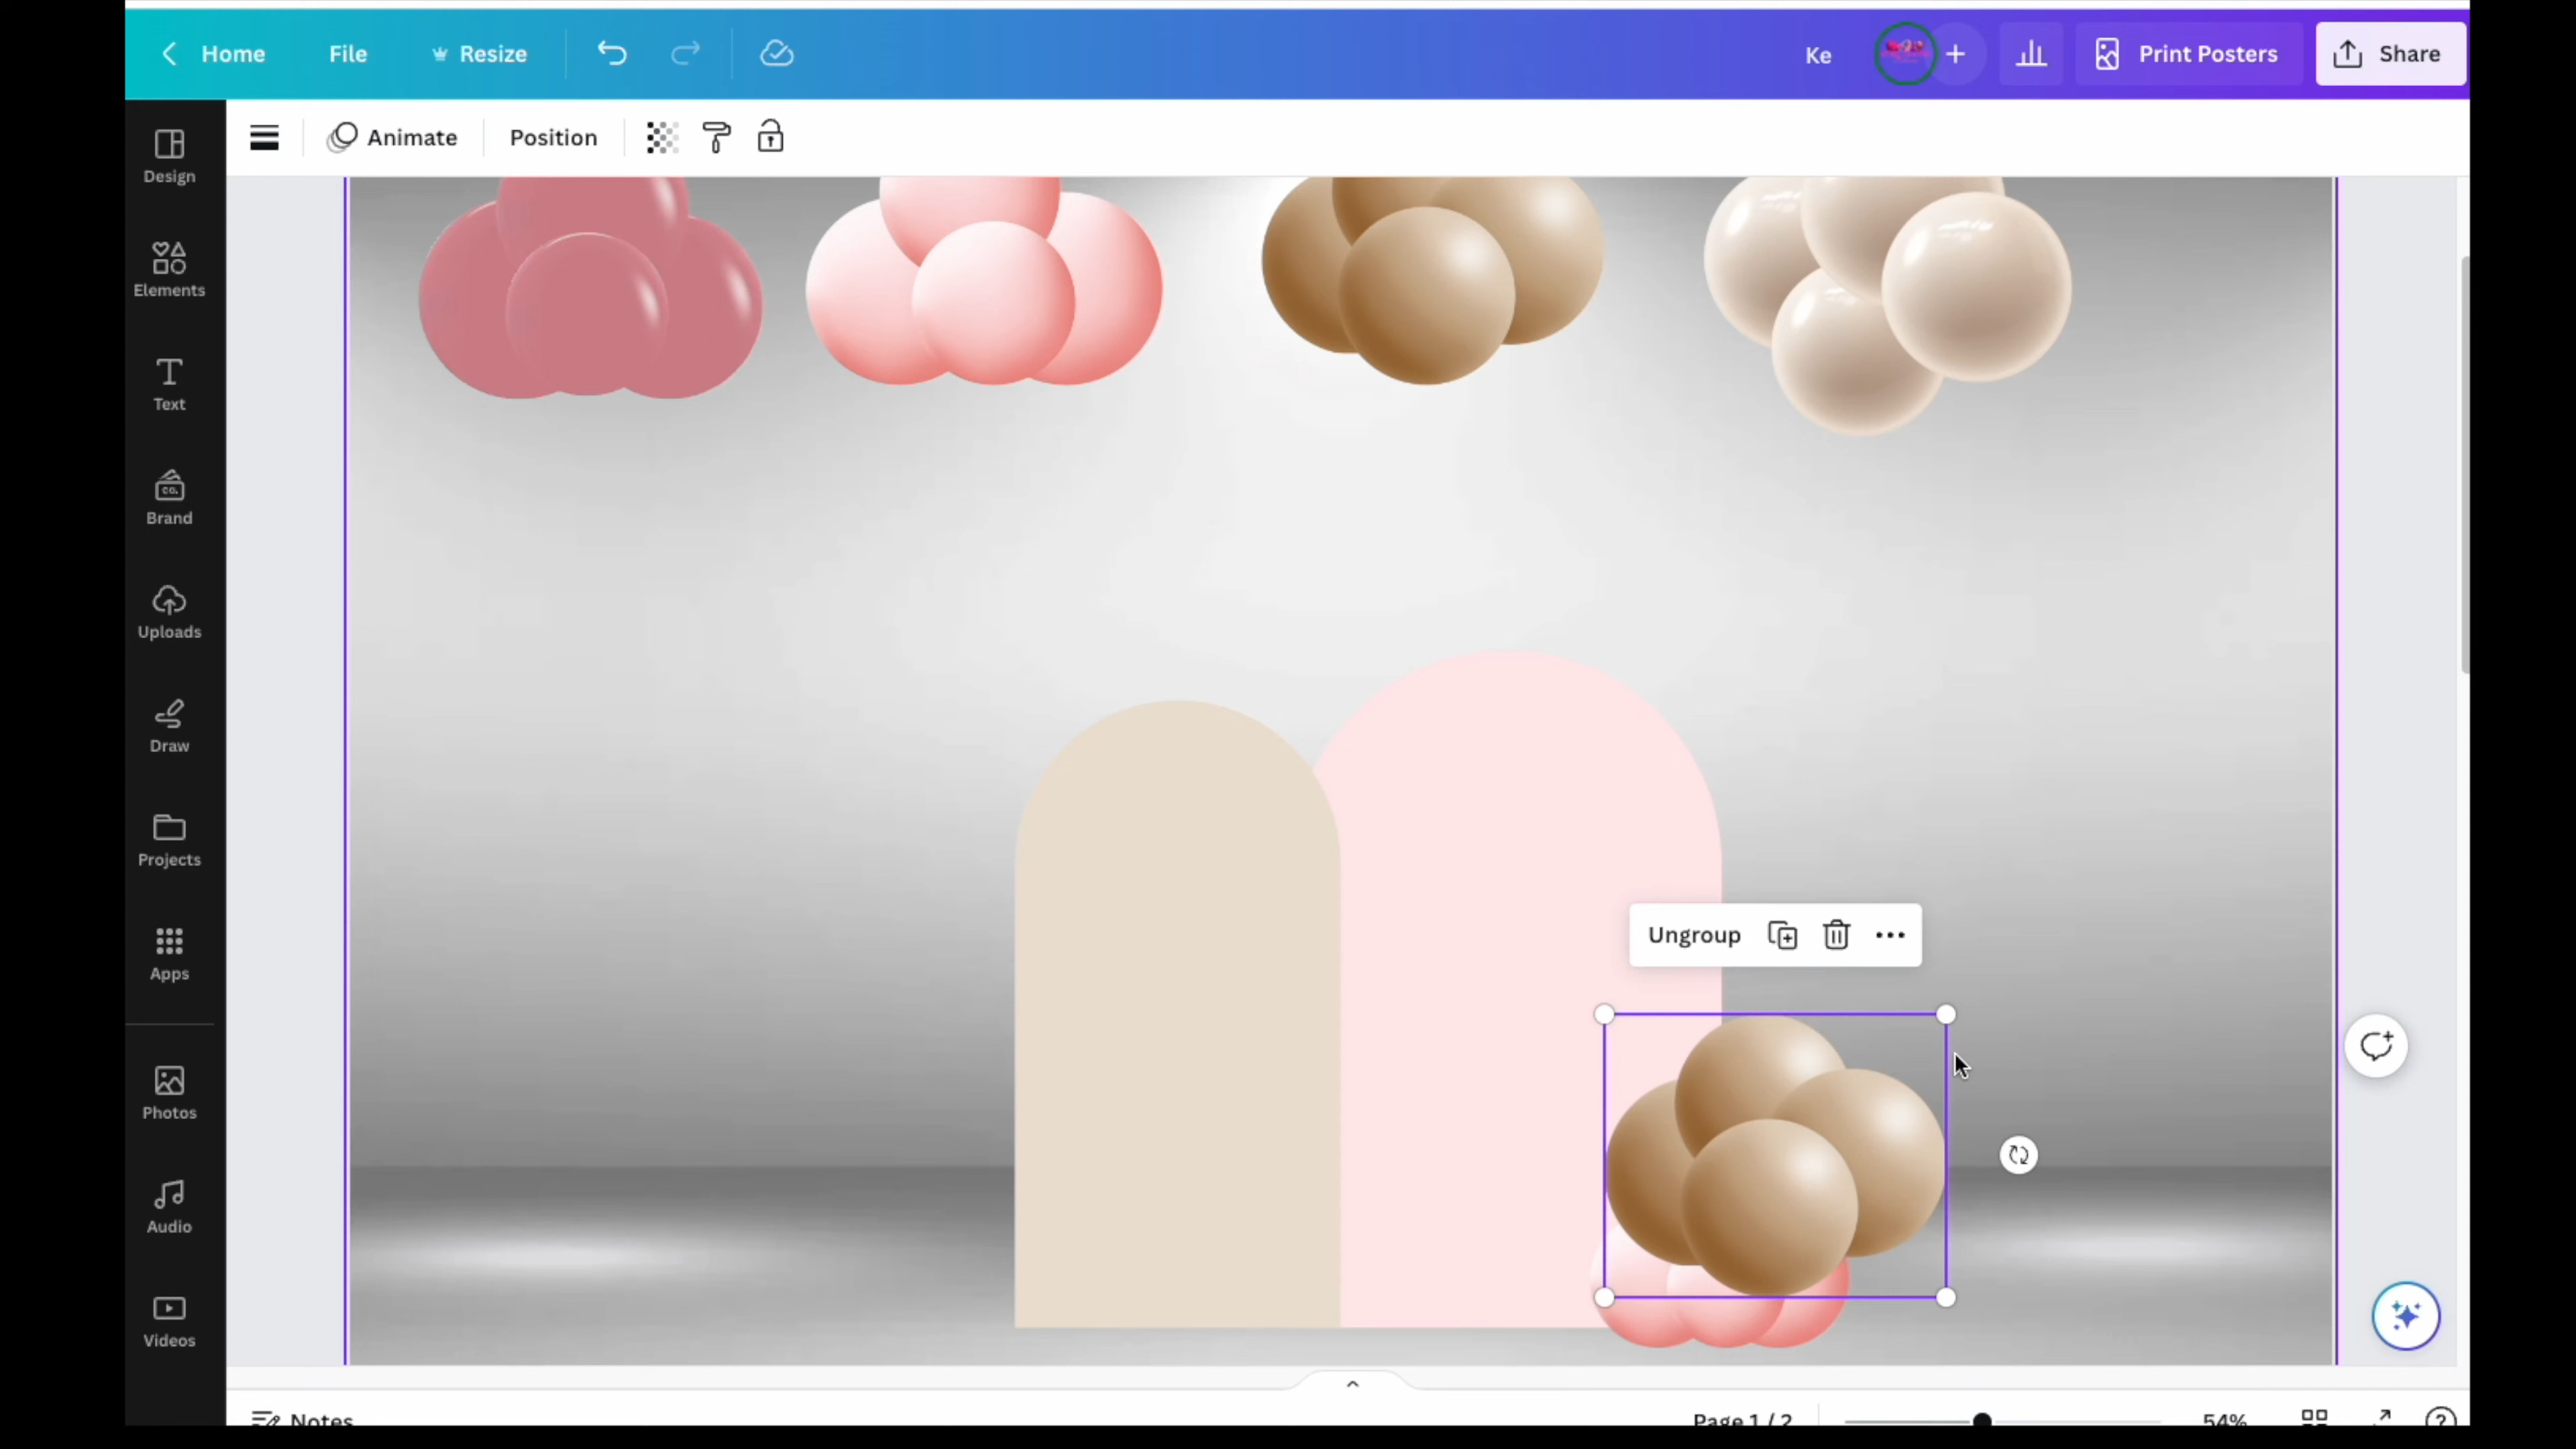 Home File Resize Ke Print Posters Share
Animate Position
Design
Elements
Text
CO.
Brand
Uploads
Draw
Projects
Apps
Ungroup
Photos
Audio
Videos
Notes Page 1 / 2 54%